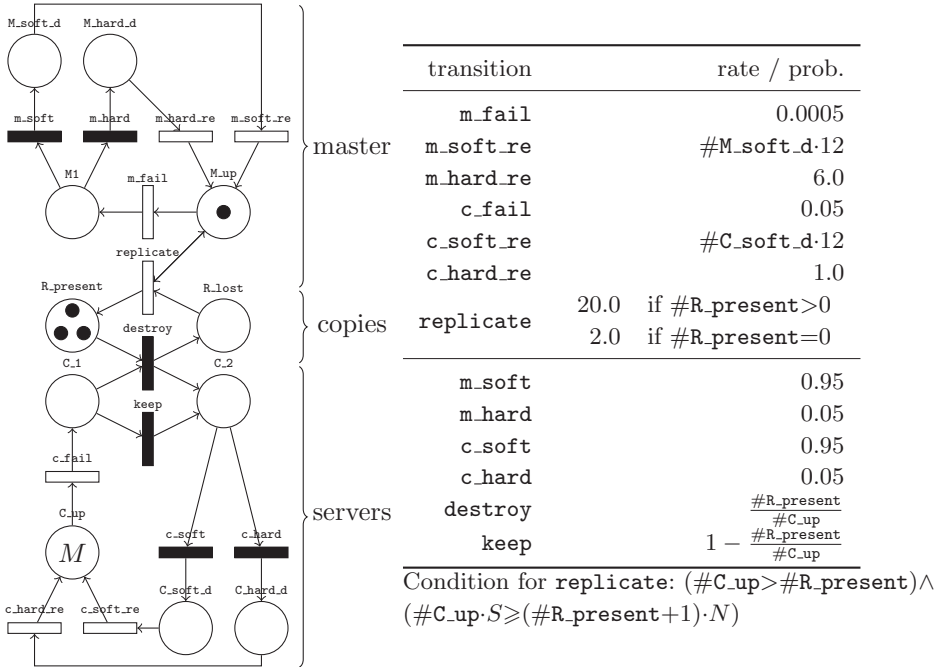 M_soft_d M_hard_d
m_soft m_hard m_hard_re m_soft_re
master
M1 m_fail M_up
replicate
R_present R_lost
destroy
copies
C_1 C_2
keep
c_fail
C_up
servers
M
c_soft c_hard
C_soft_d C_hard_d
c_hard_re c_soft_re
transition rate / prob.
m_fail 0.0005
m_soft_re #M_soft_d·12
m_hard_re 6.0
c_fail 0.05
c_soft_re #C_soft_d·12
c_hard_re 1.0
replicate 20.0 if #R_present>0
2.0 if #R_present=0
m_soft 0.95
m_hard 0.05
c_soft 0.95
c_hard 0.05
destroy #R_present/#C_up
keep 1 − #R_present/#C_up
Condition for replicate: (#C_up>#R_present)∧
(#C_up·S⩾(#R_present+1)·N)